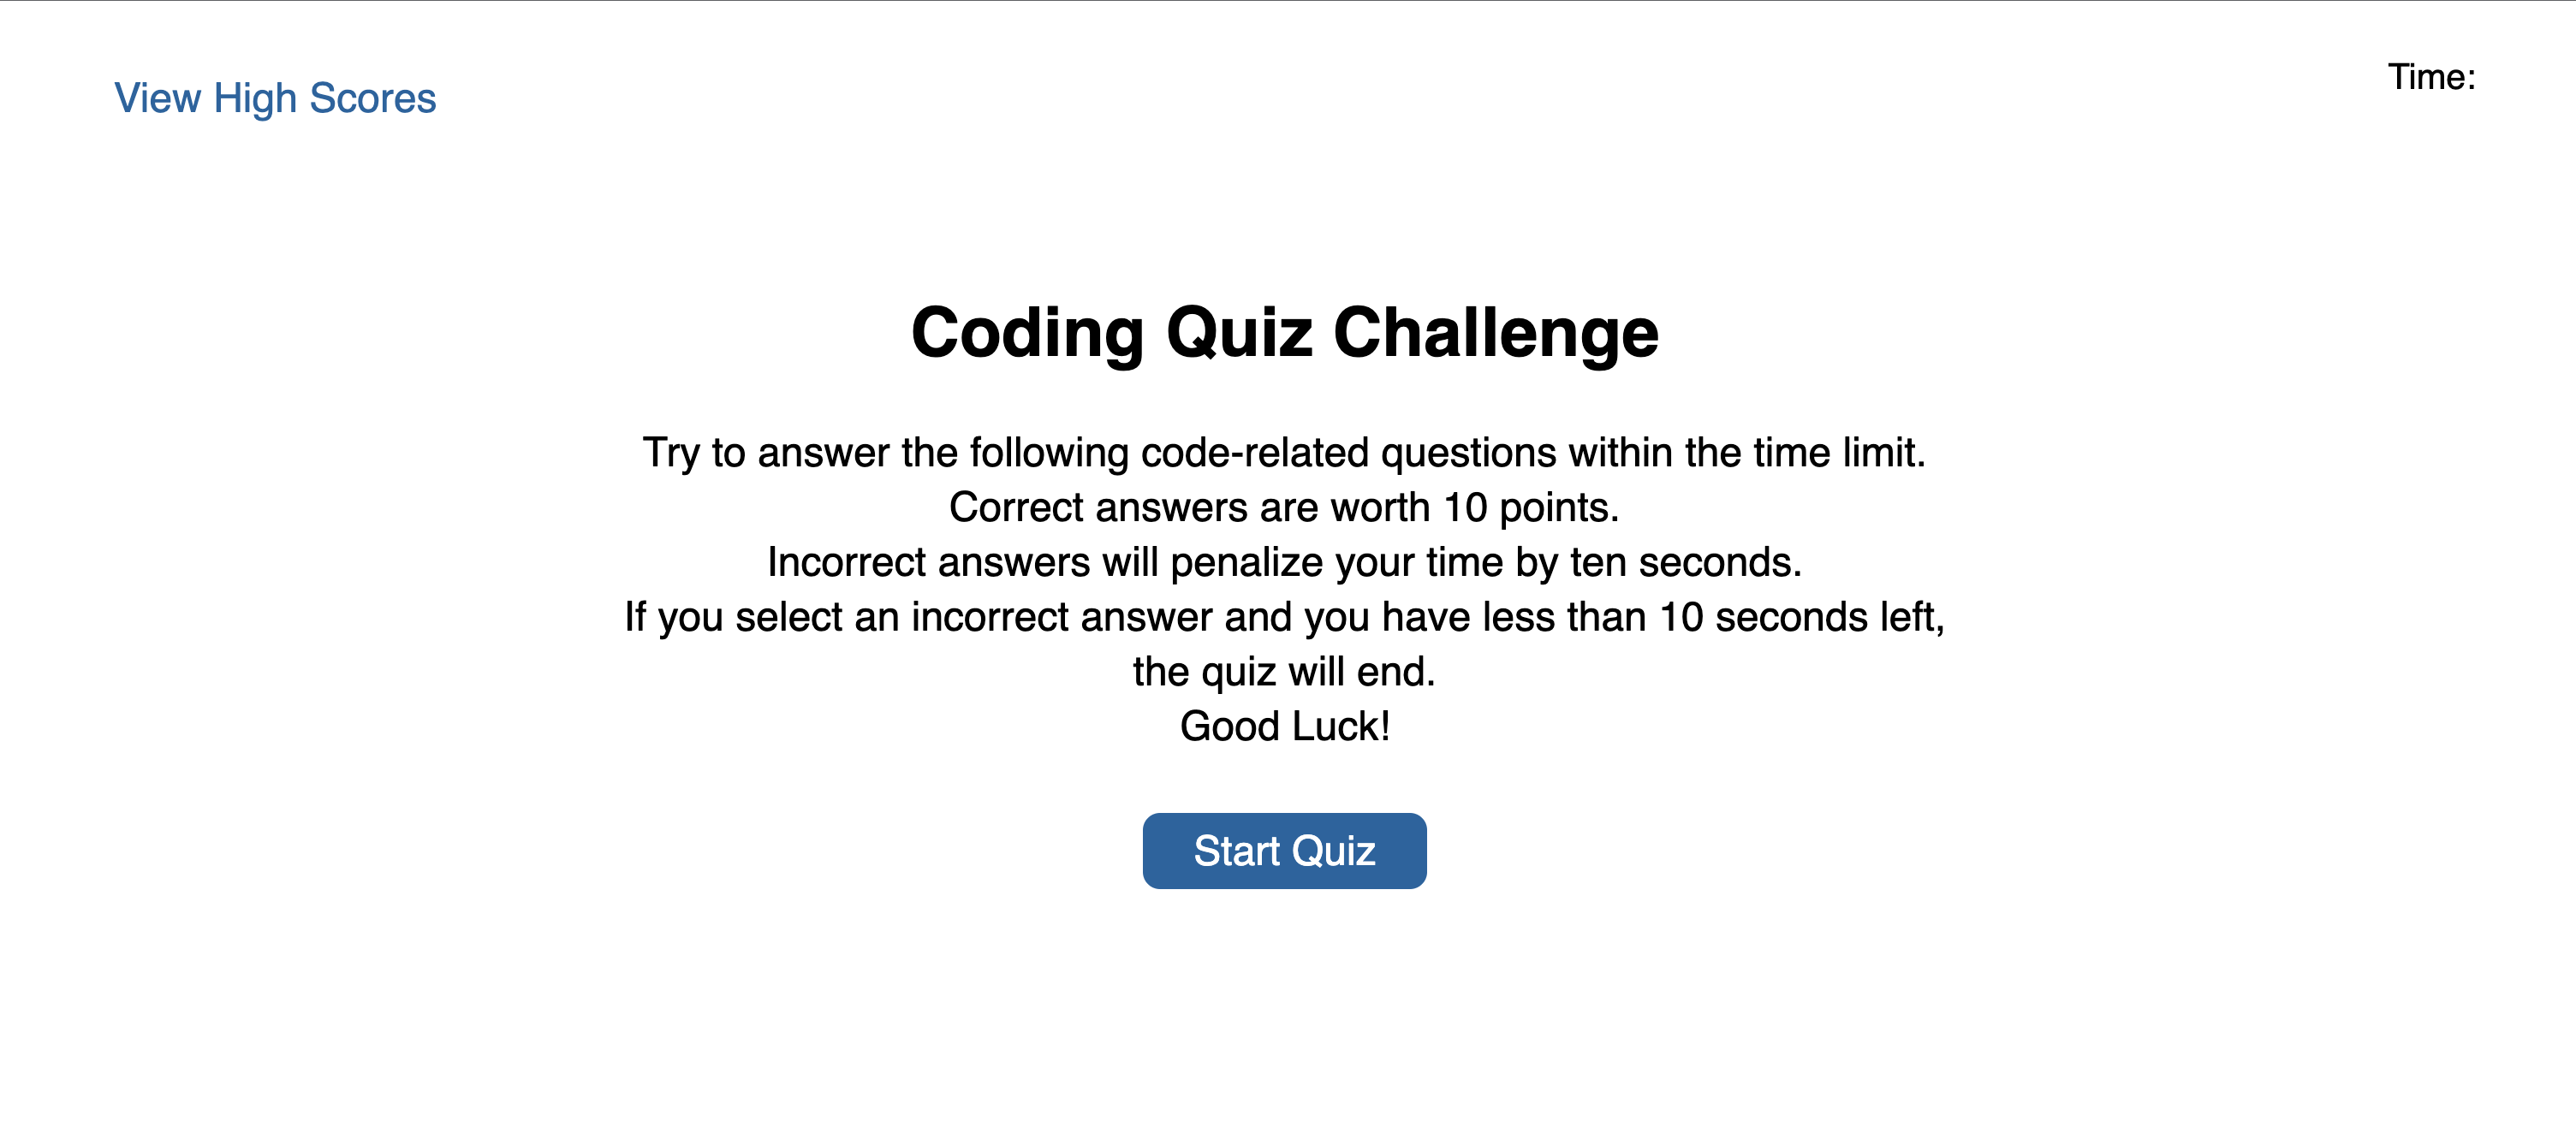 View High Scores
Time:
Coding Quiz Challenge
Try to answer the following code-related questions within the time limit.
Correct answers are worth 10 points.
Incorrect answers will penalize your time by ten seconds.
If you select an incorrect answer and you have less than 10 seconds left,
the quiz will end.
Good Luck!
Start Quiz